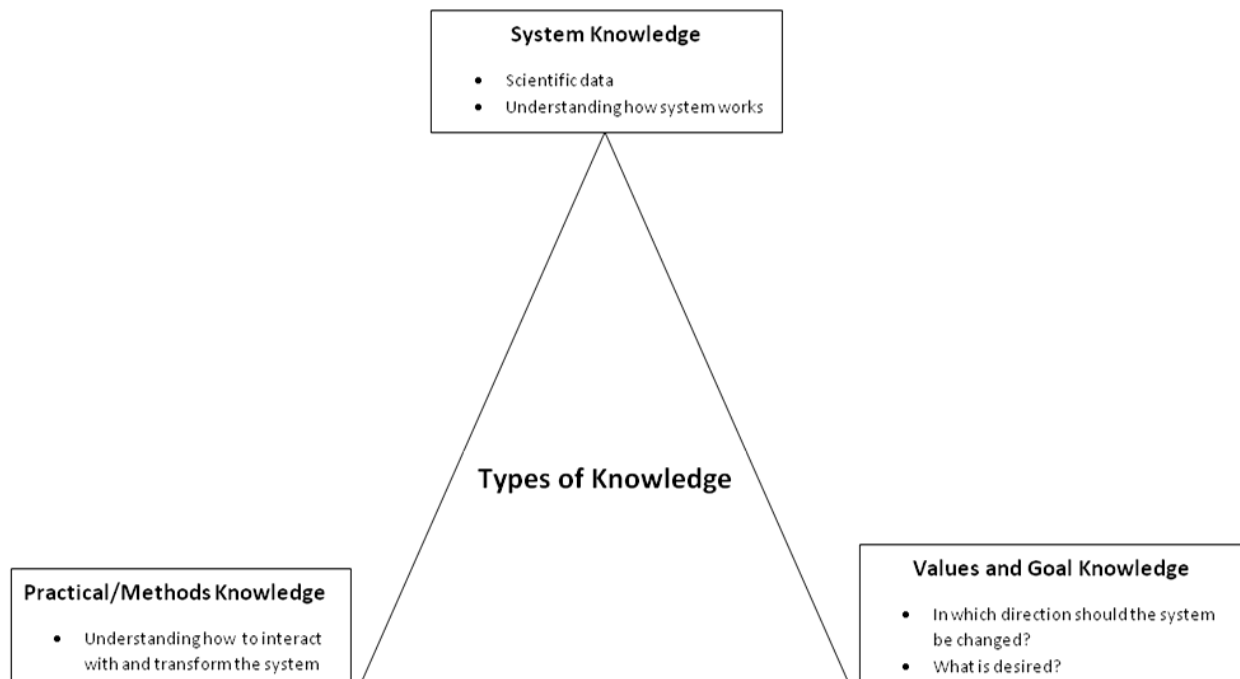 System Knowledge
• Scientific data
• Understanding how system works
Types of Knowledge
Practical/Methods Knowledge
• Understanding how to interact
with and transform the system
Values and Goal Knowledge
• In which direction should the system
be changed?
• What is desired?